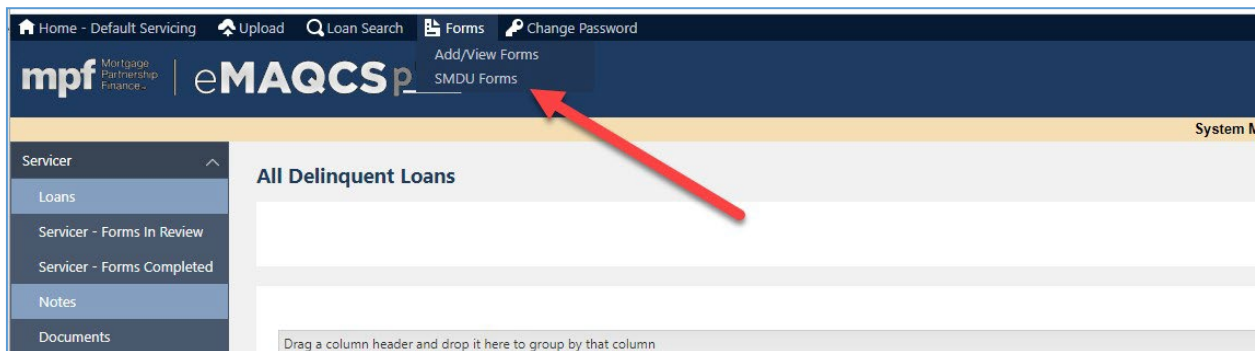 Home - Default Servicing Upload Loan Search Forms Change Password
Add/View Forms
SMDU Forms
mpf Mortgage Partnership Finance
eMAQCS
System
Servicer
Loans
Servicer - Forms In Review
Servicer - Forms Completed
Notes
Documents
All Delinquent Loans
Drag a column header and drop it here to group by that column